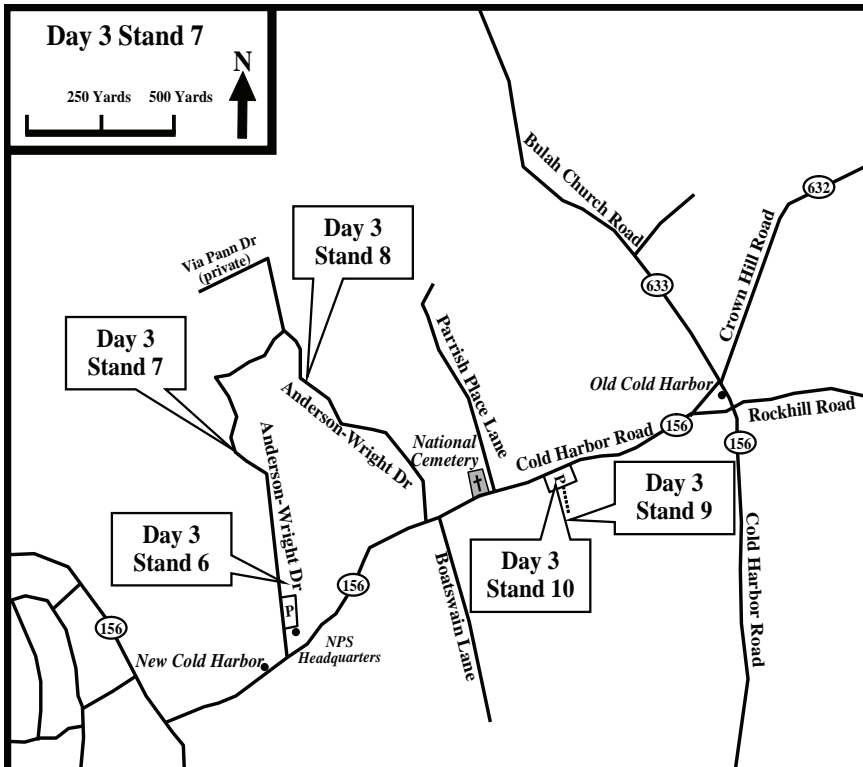 Day 3 Stand 7
N
250 Yards
500 Yards
Bulah Church Road
632
Crown Hill Road
Day 3
Stand 8
Via Pann Dr
(private)
633
Parrish Place Lane
Day 3
Stand 7
Old Cold Harbor
Anderson-Wright Dr
Rockhill Road
156
156
Cold Harbor Road
National
Cemetery
Anderson-Wright Dr
P
Day 3
Stand 9
Day 3
Stand 6
Day 3
Stand 10
Cold Harbor Road
Boatswain Lane
156
P
156
NPS
Headquarters
New Cold Harbor